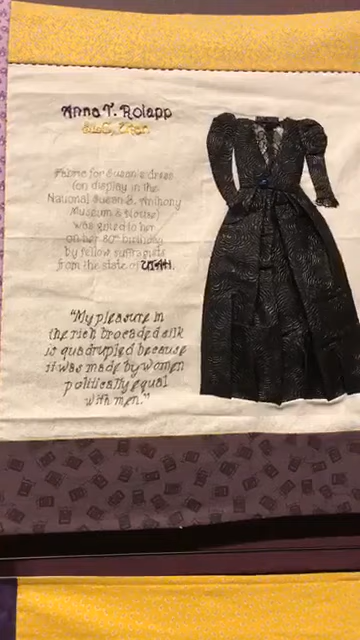 Anna T. Rolapp
SLC, Utah
Fabric for Susan's dress
(on display in the
National Susan B. Anthony
Museum & House)
was gifted to her
on her 80th birthday
by fellow suffragists
from the state of UTAH.
"My pleasure in
the rich brocaded silk
is quadrupled because
it was made by women
politically equal
with men."